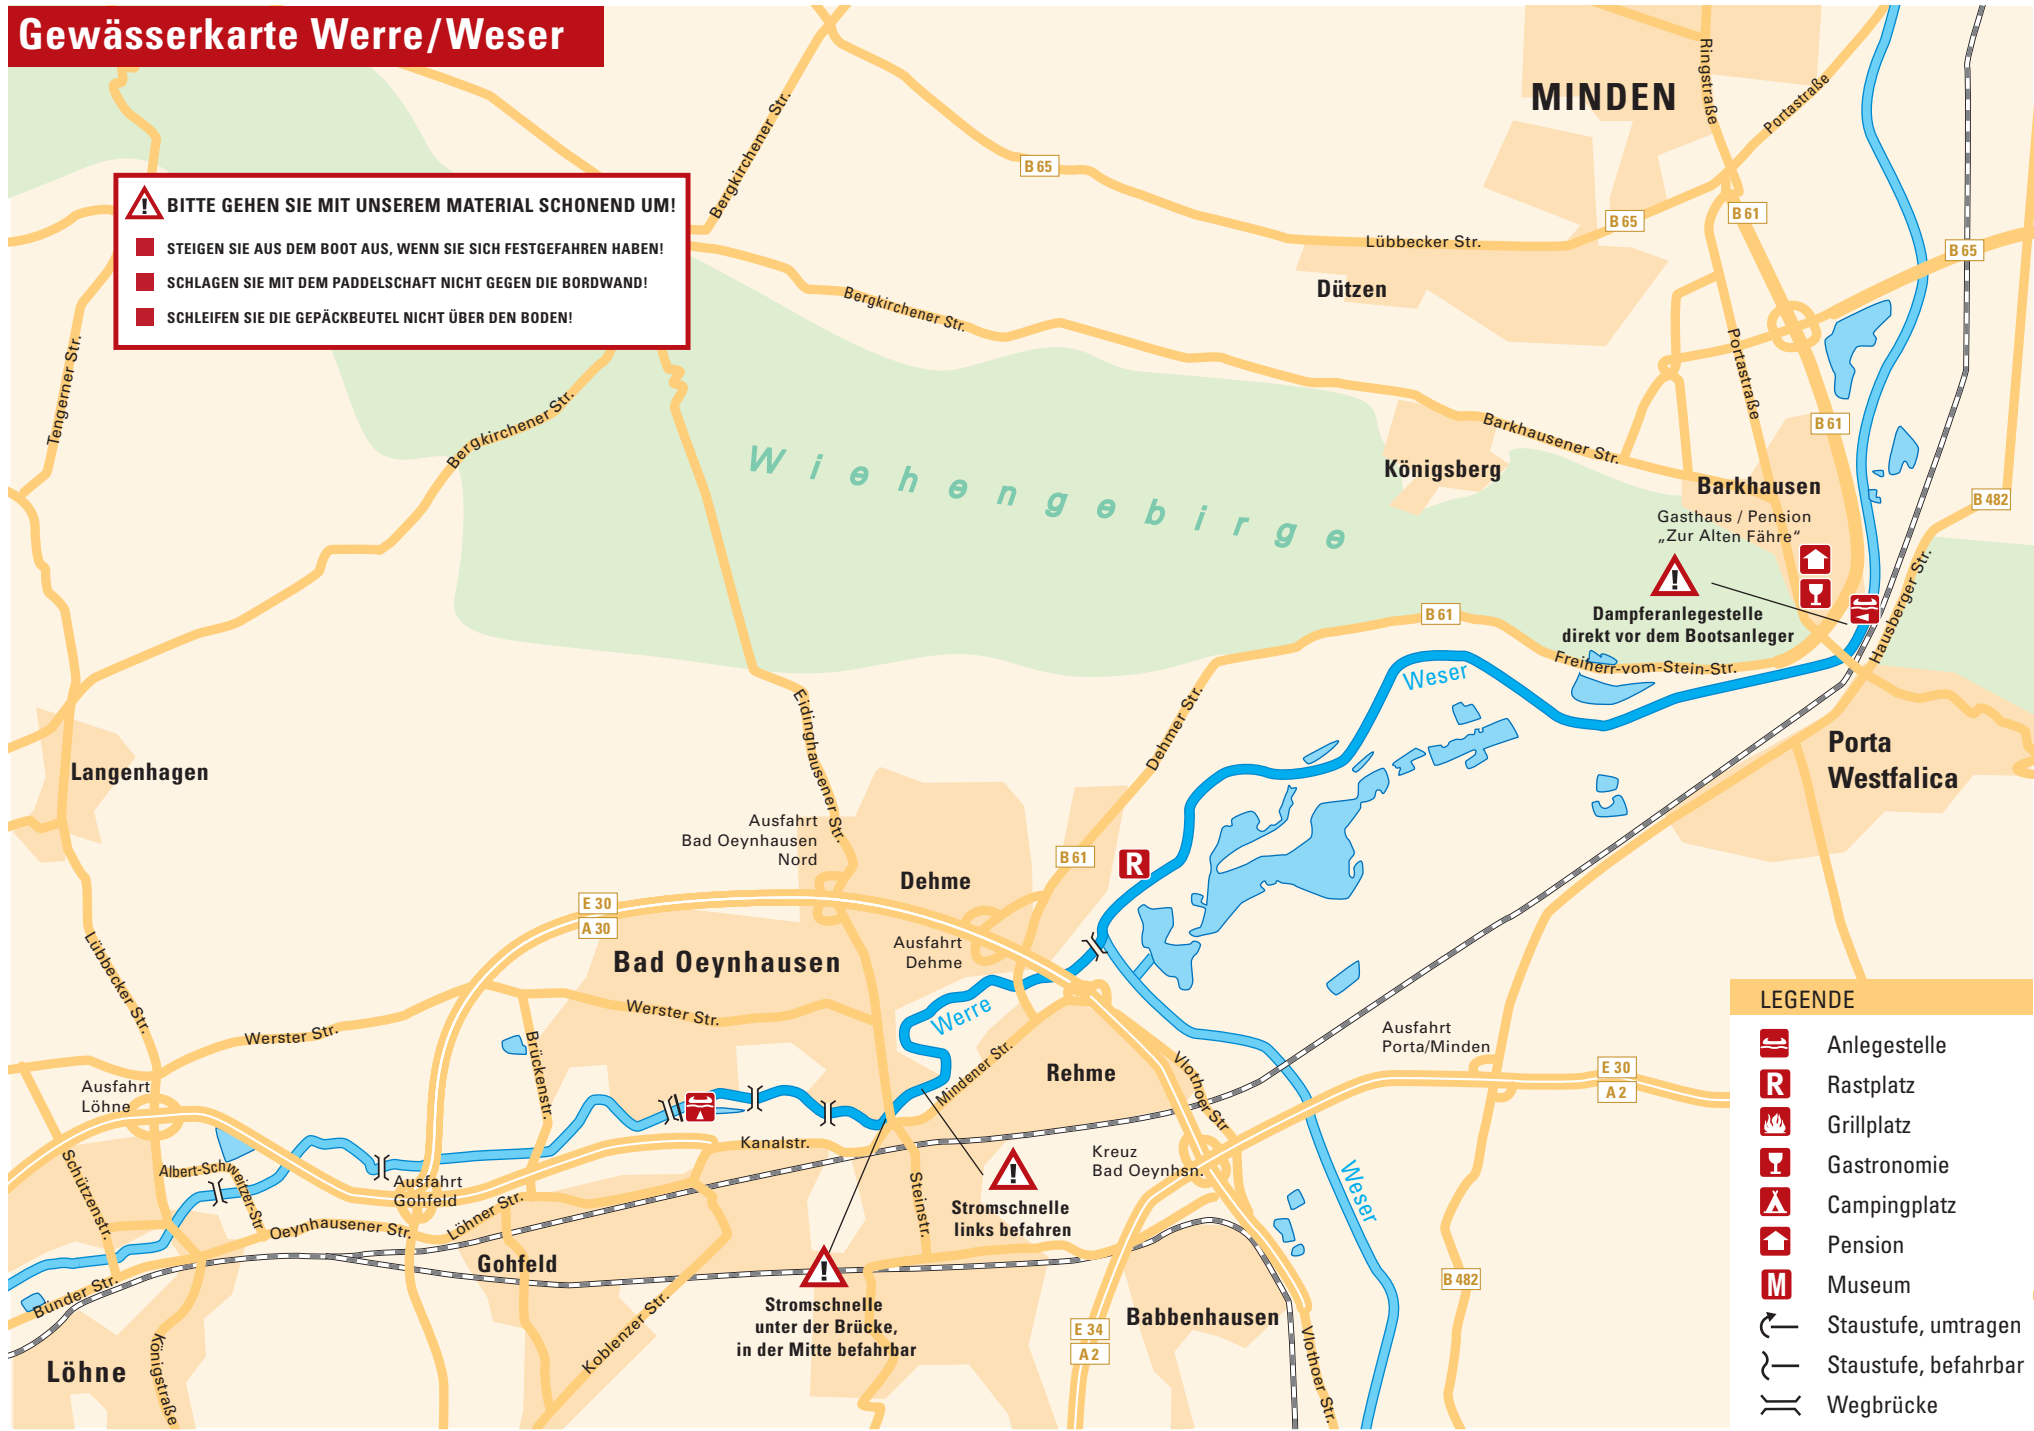 Gewässerkarte Werre/Weser
BITTE GEHEN SIE MIT UNSEREM MATERIAL SCHONEND UM!
STEIGEN SIE AUS DEM BOOT AUS, WENN SIE SICH FESTGEFAHREN HABEN!
SCHLAGEN SIE MIT DEM PADDELSCHAFT NICHT GEGEN DIE BORDWAND!
SCHLEIFEN SIE DIE GEPÄCKBEUTEL NICHT ÜBER DEN BODEN!
MINDEN
Ringstraße
Portastraße
Bergkirchener Str.
B 65
B 65
B 61
B 65
Lübbecker Str.
Dützen
Bergkirchener Str.
Portastraße
Tengerner Str.
Bergkirchener Str.
B 61
Barkhausener Str.
Wiehengebirge
Königsberg
Barkhausen
B 482
Gasthaus / Pension
„Zur Alten Fähre“
Dampferanlegestelle
direkt vor dem Bootsanleger
Hausberger Str.
B 61
Freiherr-vom-Stein-Str.
Weser
Dehmer Str.
Eidinghausener Str.
Porta
Westfalica
Langenhagen
Ausfahrt
Bad Oeynhausen
Nord
B 61
R
Dehme
E 30
A 30
Ausfahrt
Dehme
Bad Oeynhausen
Lübbecker Str.
Werster Str.
Werster Str.
Werre
Brückenstr.
Mindener Str.
Rehme
Vlothoer Str
Ausfahrt
Porta/Minden
E 30
A 2
Ausfahrt
Löhne
Kanalstr.
Kreuz
Bad Oeynhsn.
Schützenstr.
Albert-Schweitzer-Str
Ausfahrt
Gohfeld
Steinstr.
Weser
Stromschnelle
links befahren
Oeynhausener Str.
Löhner Str.
Gohfeld
Bünder Str.
Stromschnelle
unter der Brücke,
in der Mitte befahrbar
B 482
Babbenhausen
E 34
A 2
Koblenzer Str.
Königstraße
Vlothoer Str.
Löhne
LEGENDE
Anlegestelle
R Rastplatz
Grillplatz
Gastronomie
Campingplatz
Pension
M Museum
Staustufe, umtragen
Staustufe, befahrbar
Wegbrücke